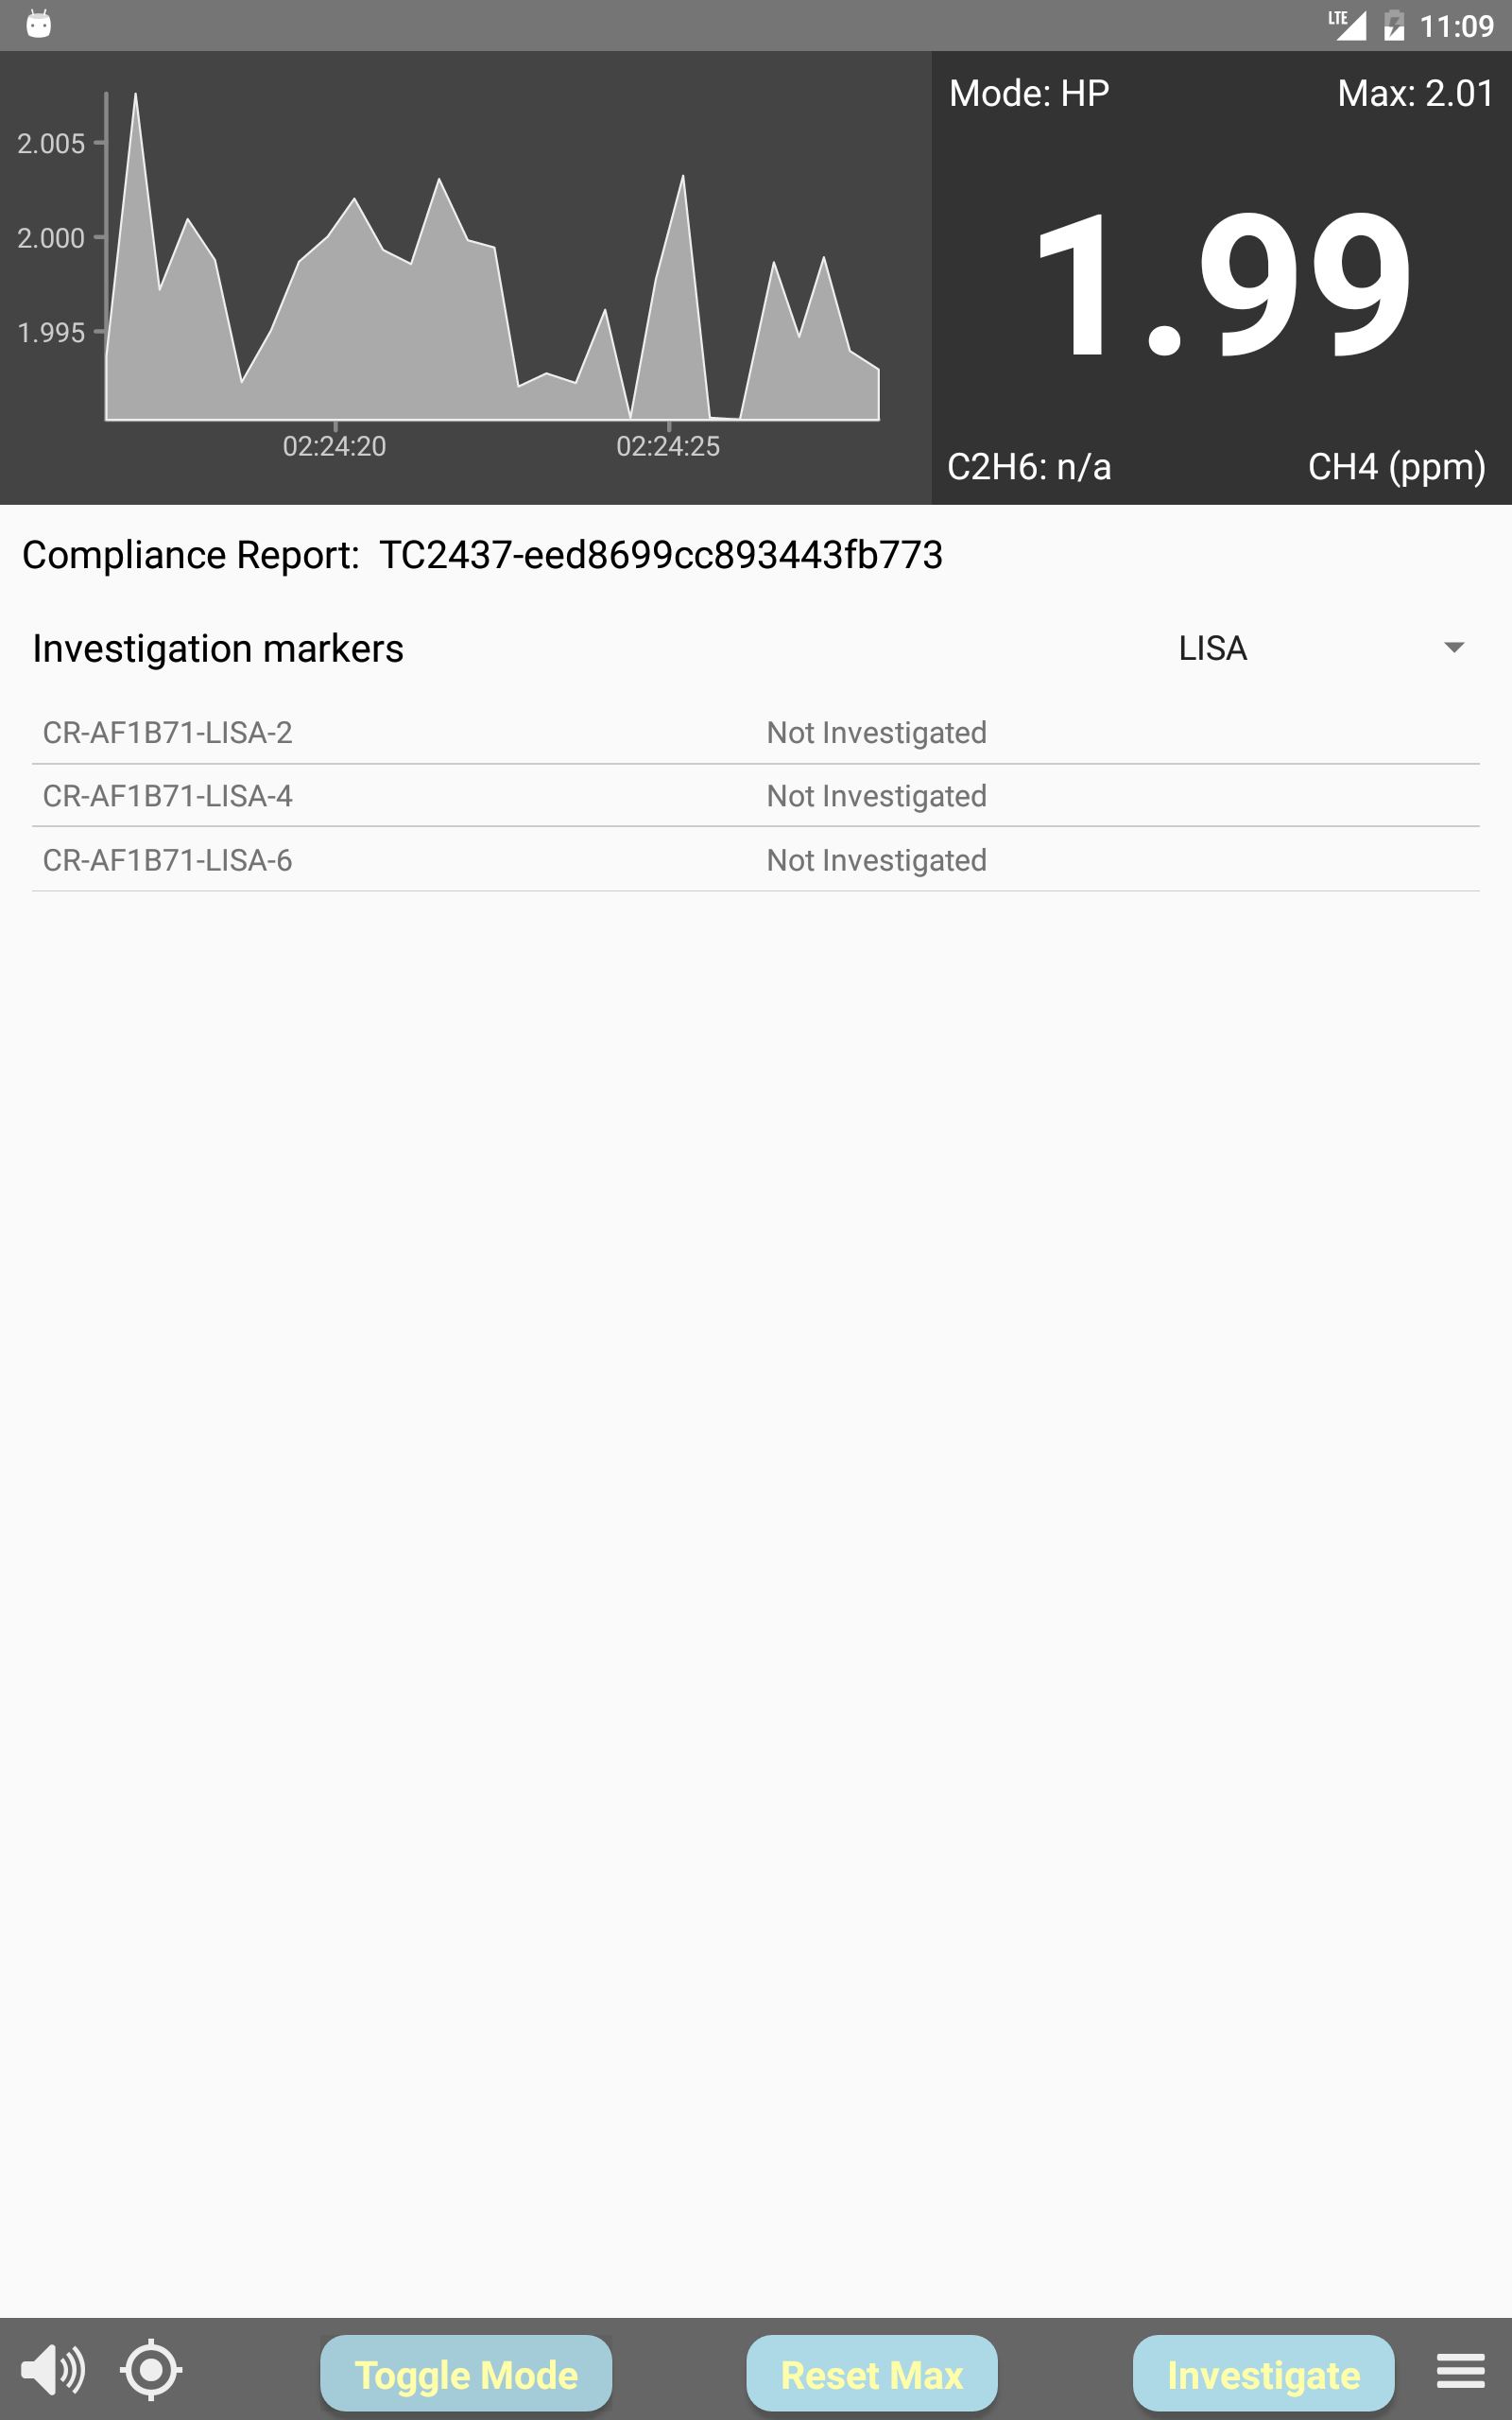 LTE 11:09
2.005
2.000
1.995
02:24:20 02:24:25
Mode: HP Max: 2.01
1.99
C2H6: n/a CH4 (ppm)
Compliance Report: TC2437-eed8699cc893443fb773
Investigation markers LISA
CR-AF1B71-LISA-2 Not Investigated
CR-AF1B71-LISA-4 Not Investigated
CR-AF1B71-LISA-6 Not Investigated
Toggle Mode Reset Max Investigate